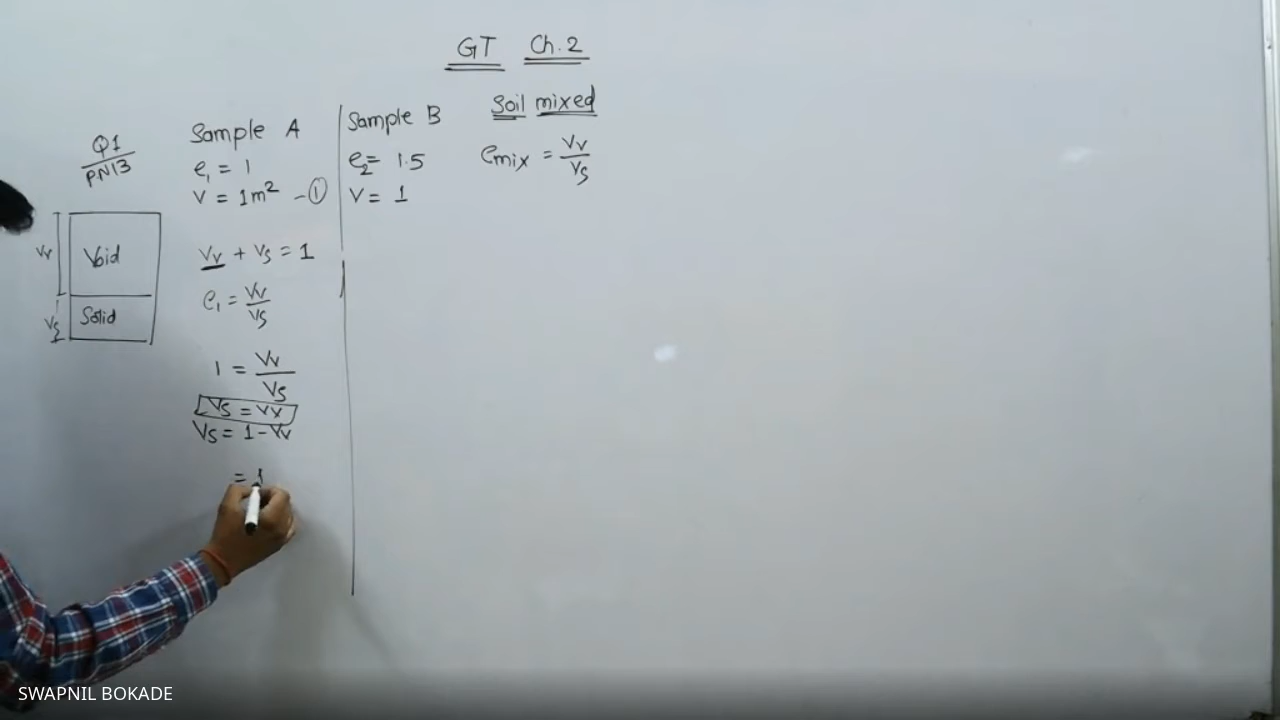 GT Ch.2
Q1
PN13
Sample A
e₁ = 1
V = 1m² - ①
Vv + Vs = 1
e₁ = Vv/Vs
1 = Vv/Vs
Vs = Vv
Vs = 1 - Vv
= 1
Vv
Void
Vs
Solid
Sample B
e₂ = 1.5
V = 1
Soil mixed
emix = Vv/Vs
SWAPNIL BOKADE